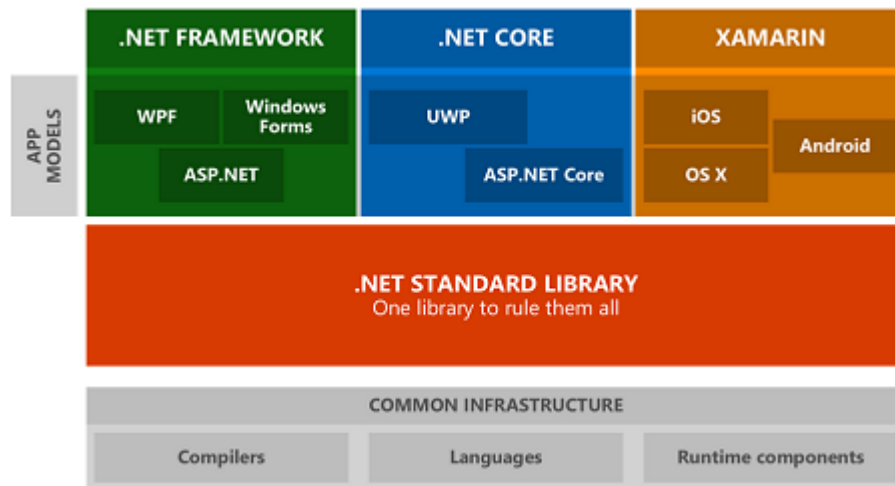 .NET FRAMEWORK
.NET CORE
XAMARIN
APP
MODELS
WPF
Windows
Forms
ASP.NET
UWP
ASP.NET Core
iOS
Android
OS X
.NET STANDARD LIBRARY
One library to rule them all
COMMON INFRASTRUCTURE
Compilers
Languages
Runtime components